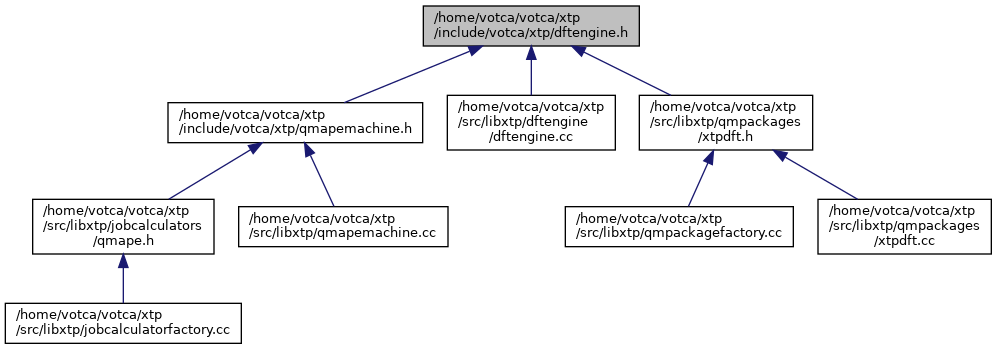 /home/votca/votca/xtp
/include/votca/xtp/dftengine.h
/home/votca/votca/xtp
/include/votca/xtp/qmapemachine.h
/home/votca/votca/xtp
/src/libxtp/dftengine
/dftengine.cc
/home/votca/votca/xtp
/src/libxtp/qmpackages
/xtpdft.h
/home/votca/votca/xtp
/src/libxtp/jobcalculators
/qmape.h
/home/votca/votca/xtp
/src/libxtp/qmapemachine.cc
/home/votca/votca/xtp
/src/libxtp/qmpackagefactory.cc
/home/votca/votca/xtp
/src/libxtp/qmpackages
/xtpdft.cc
/home/votca/votca/xtp
/src/libxtp/jobcalculatorfactory.cc